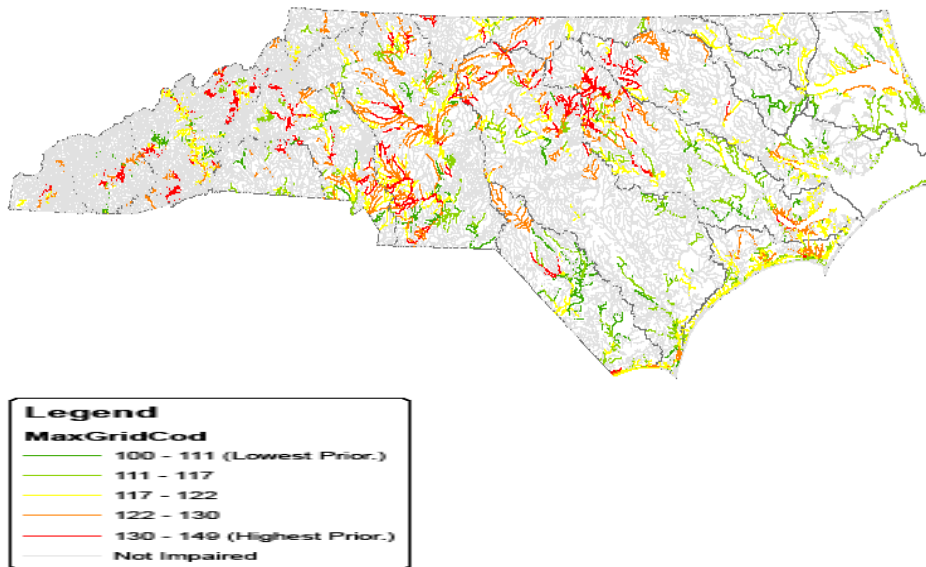 Legend
MaxGridCod
100 - 111 (Lowest Prior.)
111 - 117
117 - 122
122 - 130
130 - 149 (Highest Prior.)
Not Impaired